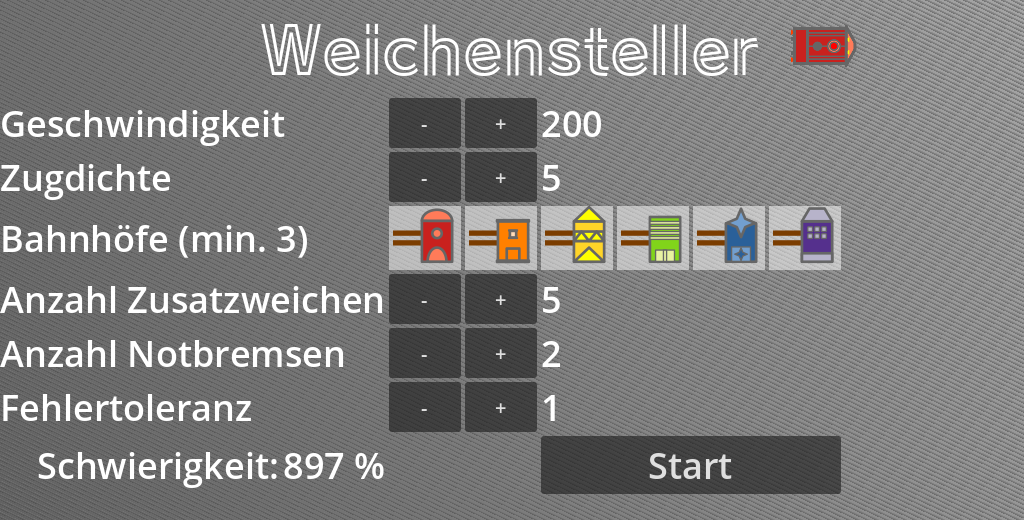 Weichensteller
Geschwindigkeit - + 200
Zugdichte - + 5
Bahnhöfe (min. 3)
Anzahl Zusatzweichen - + 5
Anzahl Notbremsen - + 2
Fehlertoleranz - + 1
Schwierigkeit: 897 % Start